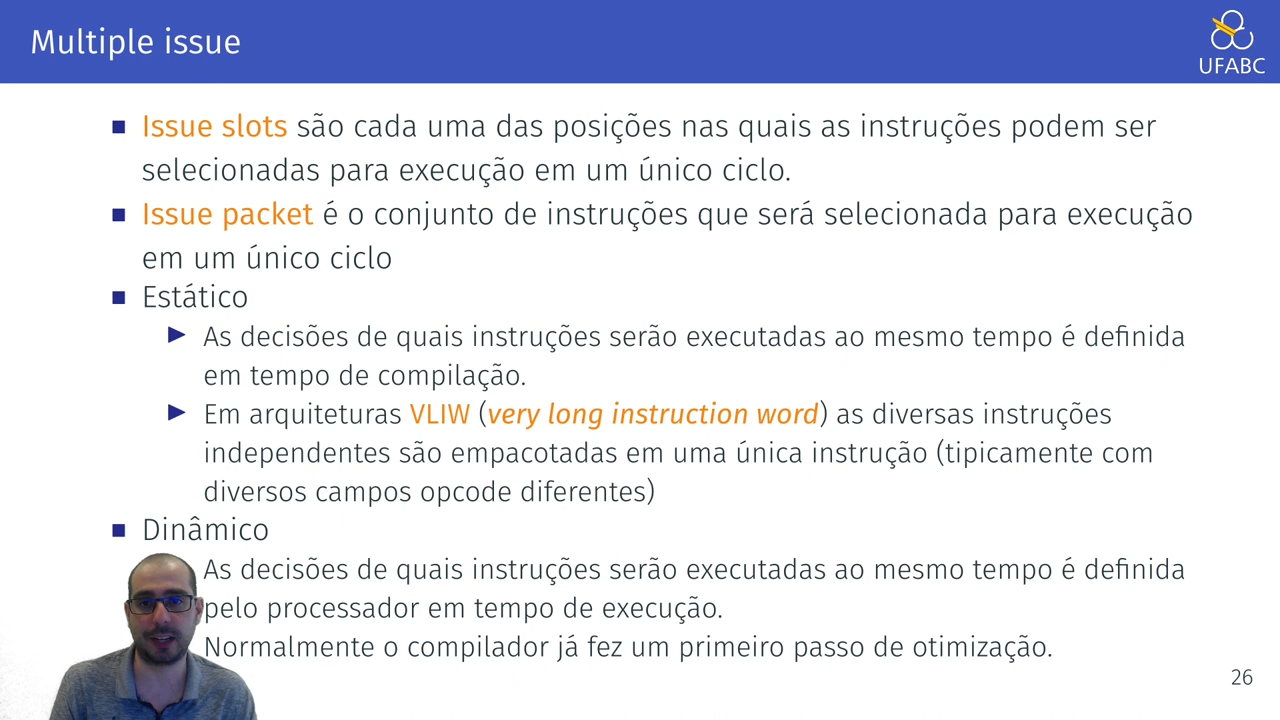 Multiple issue
UFABC
Issue slots são cada uma das posições nas quais as instruções podem ser
selecionadas para execução em um único ciclo.
Issue packet é o conjunto de instruções que será selecionada para execução
em um único ciclo
Estático
As decisões de quais instruções serão executadas ao mesmo tempo é definida
em tempo de compilação.
Em arquiteturas VLIW (very long instruction word) as diversas instruções
independentes são empacotadas em uma única instrução (tipicamente com
diversos campos opcode diferentes)
Dinâmico
As decisões de quais instruções serão executadas ao mesmo tempo é definida
pelo processador em tempo de execução.
Normalmente o compilador já fez um primeiro passo de otimização.
26